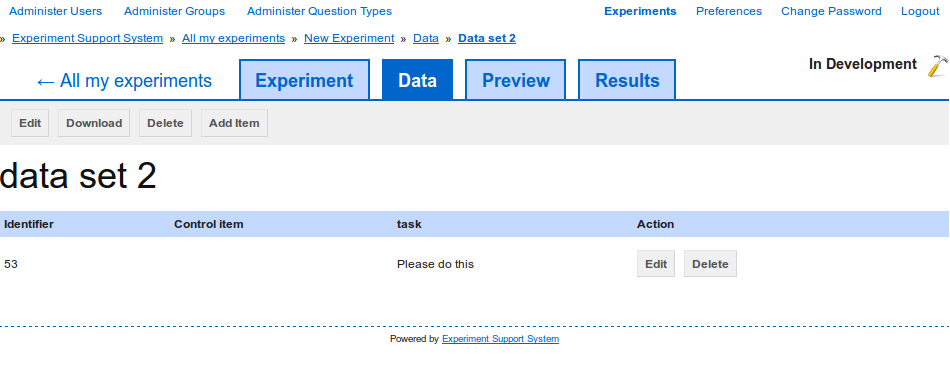 Administer Users Administer Groups Administer Question Types Experiments Preferences Change Password Logout
» Experiment Support System » All my experiments » New Experiment » Data » Data set 2
← All my experiments Experiment Data Preview Results In Development
Edit Download Delete Add Item
data set 2
Identifier Control item task Action
53 Please do this Edit Delete
Powered by Experiment Support System